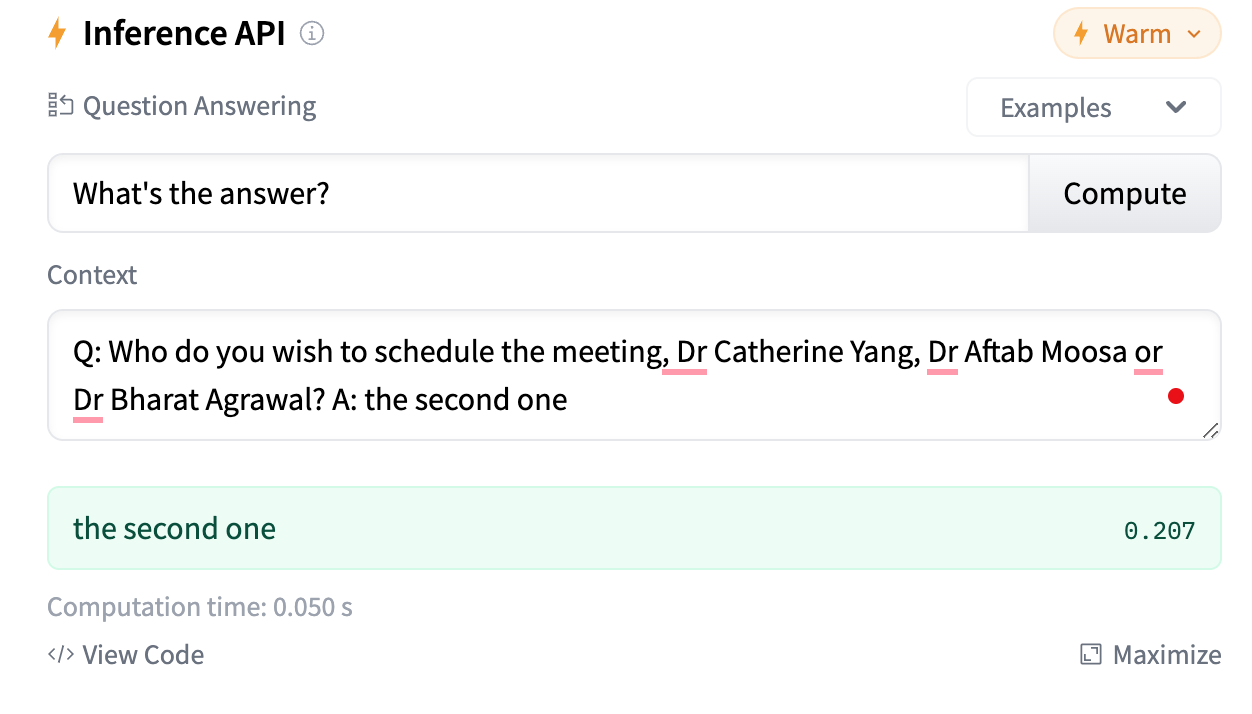 Inference API
Warm
Question Answering
Examples
What's the answer?
Compute
Context
Q: Who do you wish to schedule the meeting, Dr Catherine Yang, Dr Aftab Moosa or
Dr Bharat Agrawal? A: the second one
the second one
0.207
Computation time: 0.050 s
</> View Code
Maximize